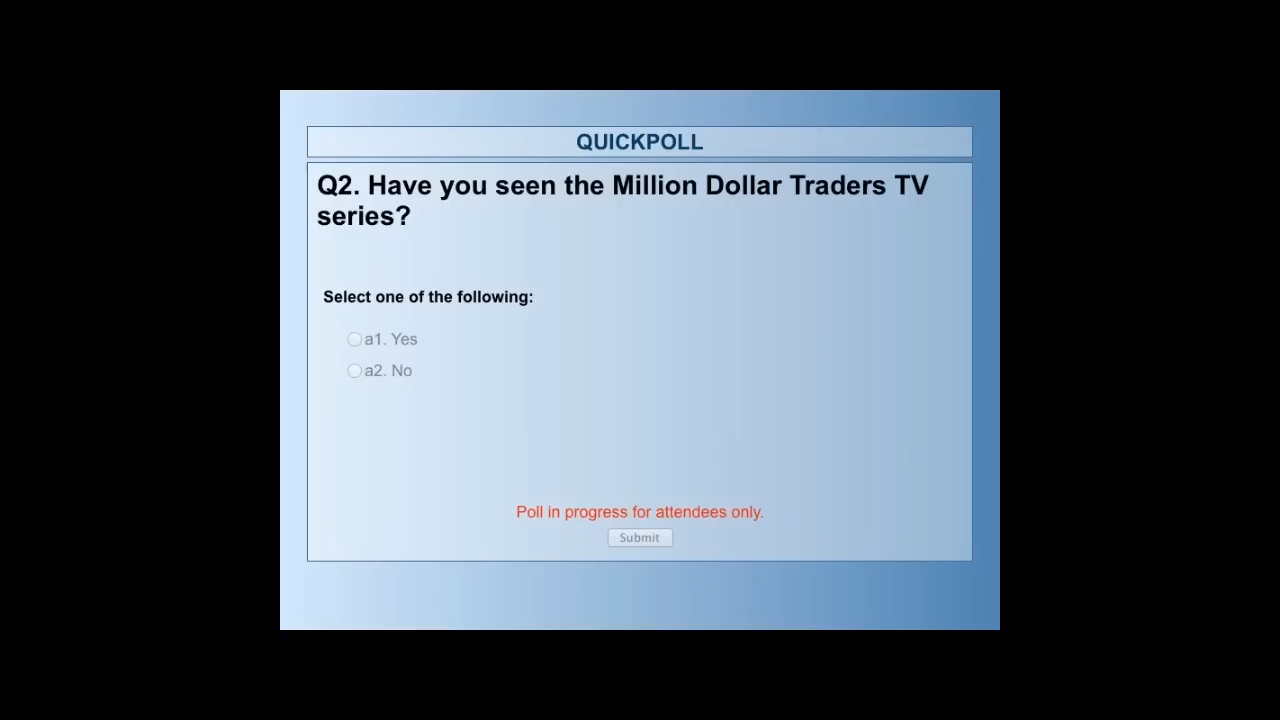 QUICKPOLL
Q2. Have you seen the Million Dollar Traders TV
series?
Select one of the following:
a1. Yes
a2. No
Poll in progress for attendees only.
Submit